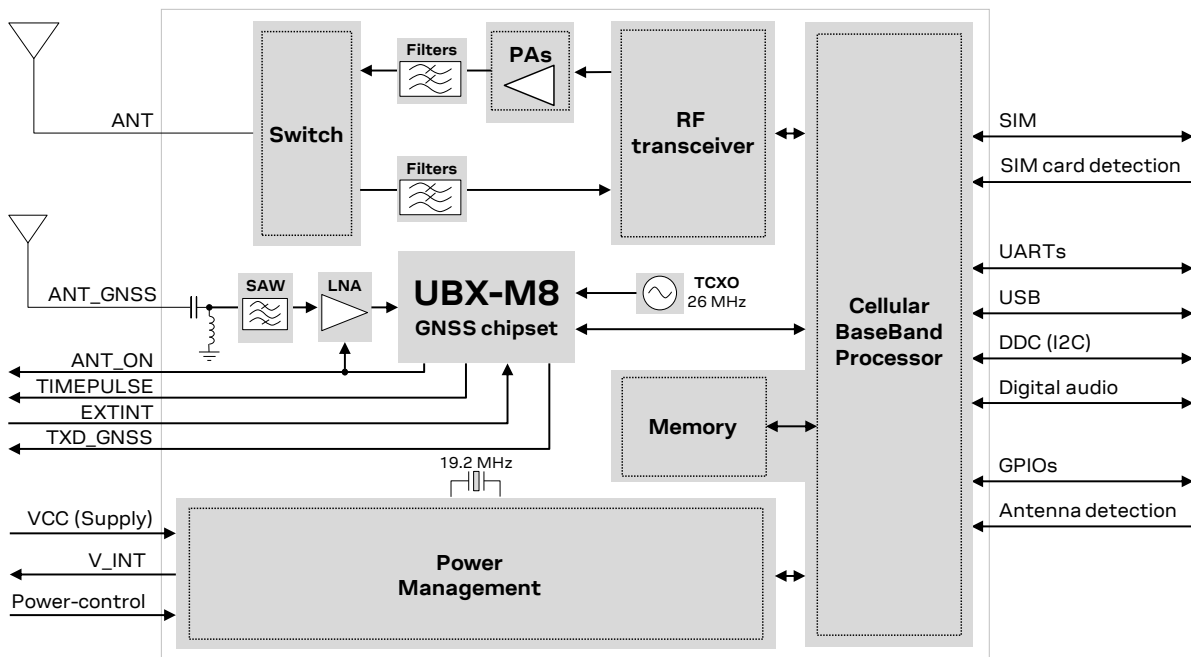 Filters
PAs
ANT
Switch
RF
transceiver
Filters
SIM
SIM card detection
ANT_GNSS
SAW
LNA
UBX-M8
GNSS chipset
TCXO
26 MHz
Cellular
BaseBand
Processor
UARTs
USB
DDC (I2C)
Digital audio
ANT_ON
TIMEPULSE
EXTINT
TXD_GNSS
Memory
19.2 MHz
GPIOs
Antenna detection
VCC (Supply)
V_INT
Power-control
Power
Management